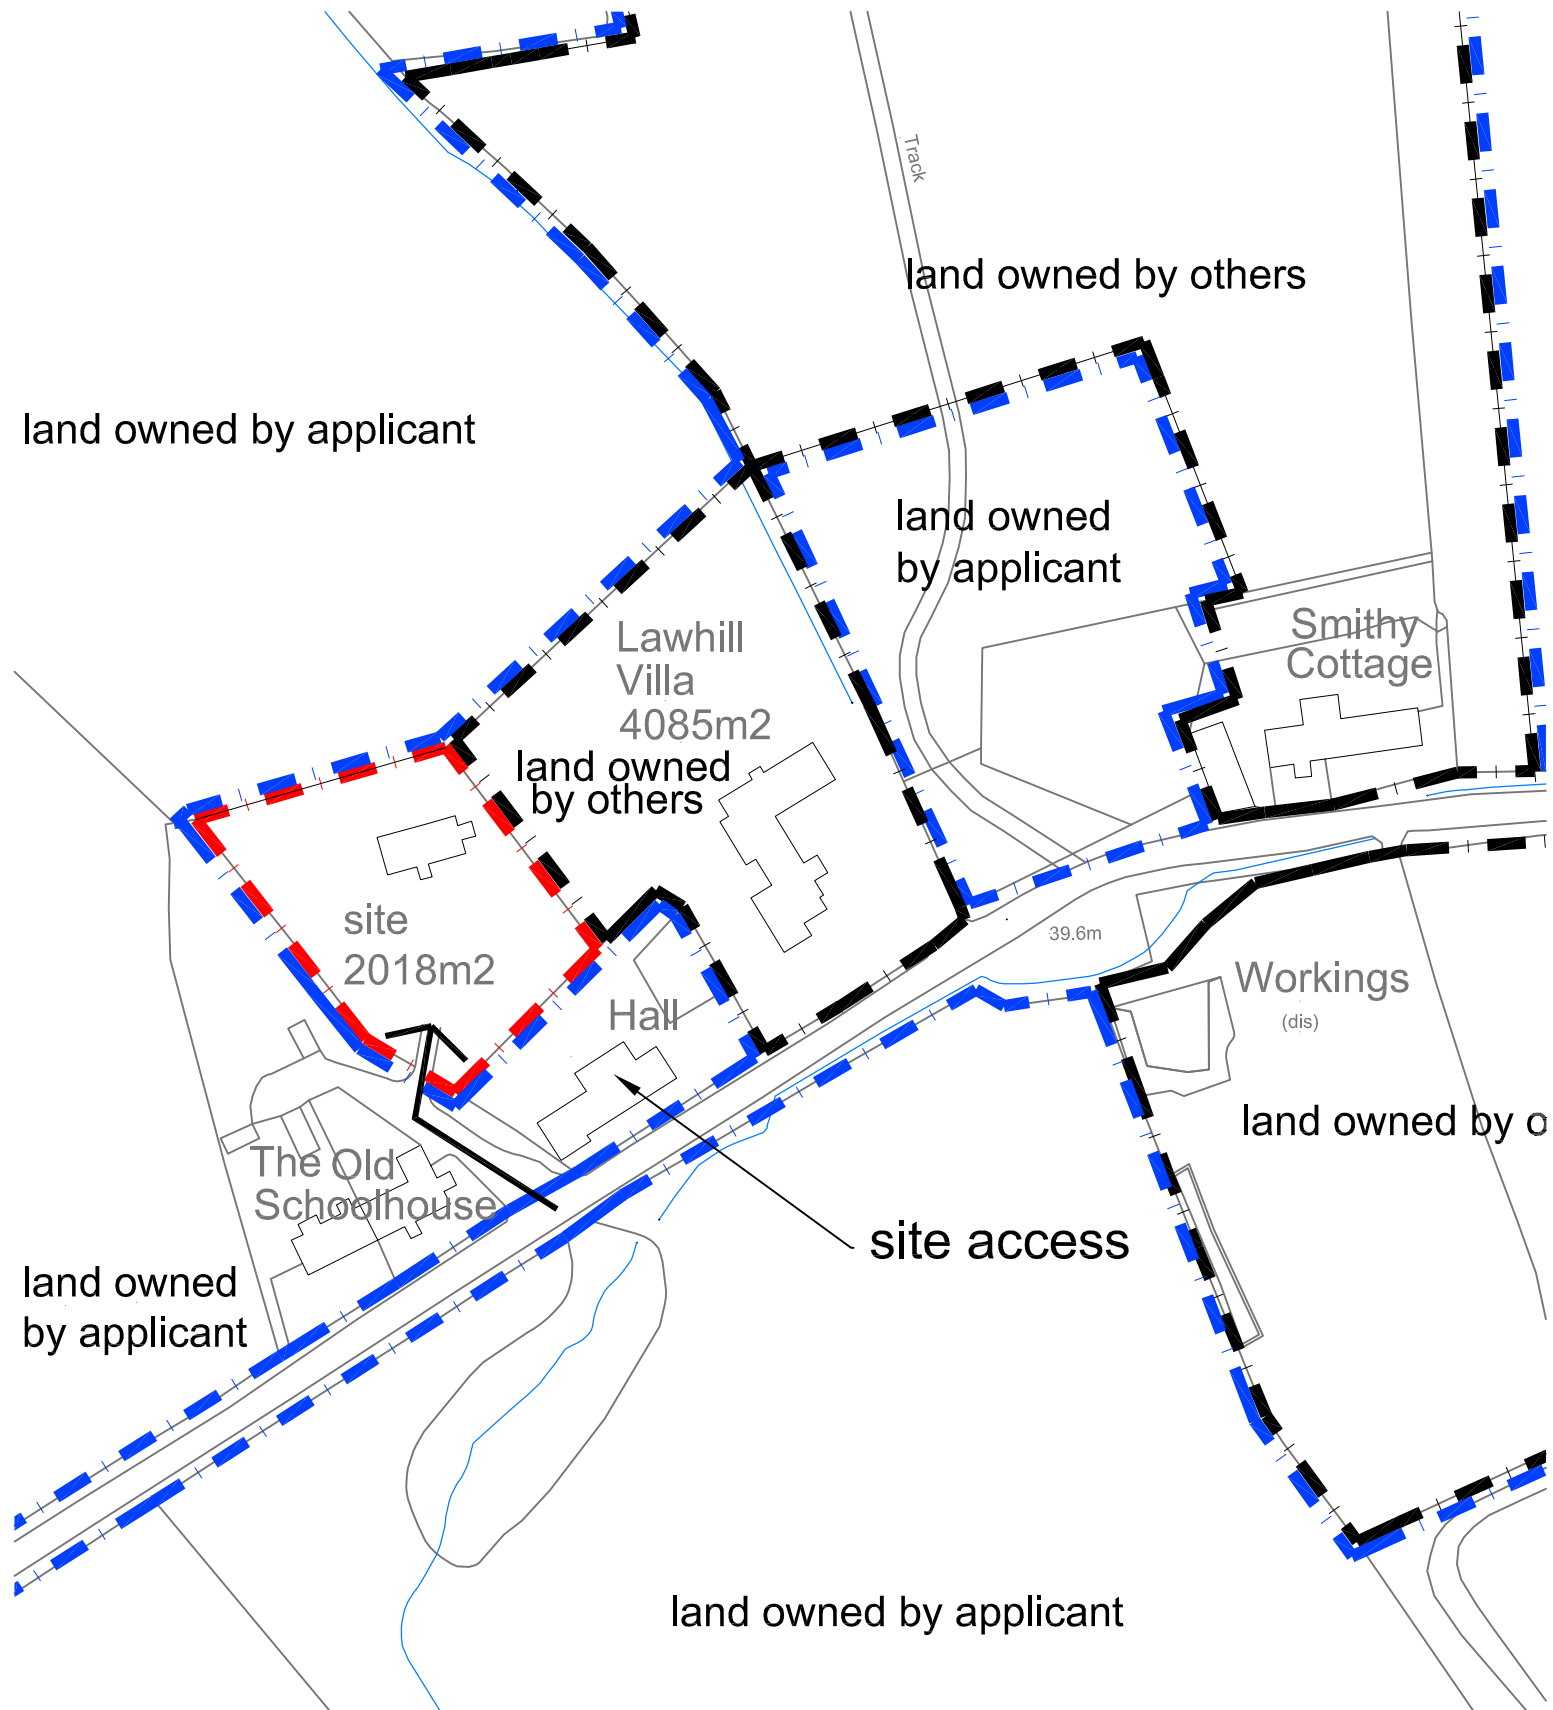 Track
land owned by others
land owned by applicant
land owned
by applicant
Smithy
Cottage
Lawhill
Villa
4085m2
land owned
by others
site
2018m2
39.6m
Workings
(dis)
Hall
land owned by o
The Old
Schoolhouse
site access
land owned
by applicant
land owned by applicant